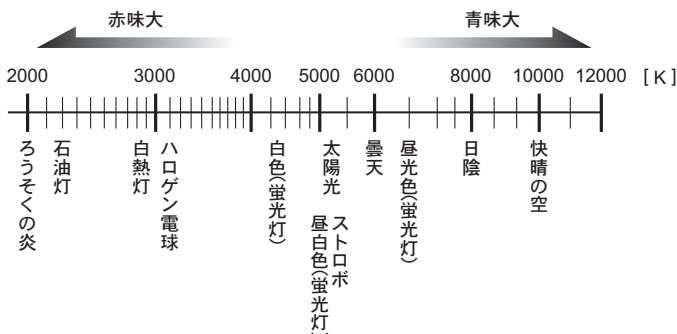 赤味大
青味大
2000 3000 4000 5000 6000 8000 10000 12000 [K]
ろうそくの炎
石油灯
白熱灯
ハロゲン電球
白色(蛍光灯)
太陽光
ストロボ
昼白色(蛍光灯
曇天
昼光色(蛍光灯)
日陰
快晴の空